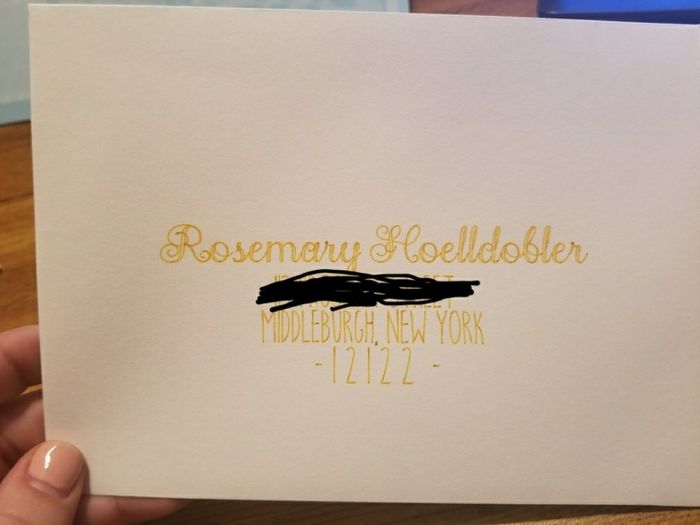 Rosemary Hoelldobler
MIDDLEBURGH, NEW YORK
-12122-